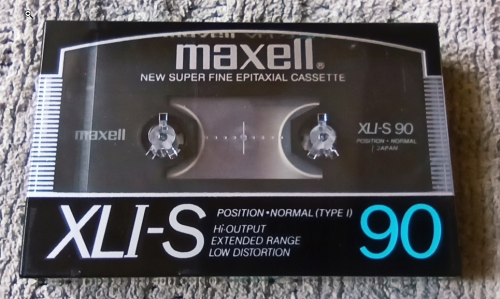 maxell®
NEW SUPER FINE EPITAXIAL CASSETTE
maxell
XLI-S 90
POSITION • NORMAL
JAPAN
XLI-S
POSITION•NORMAL (TYPE I)
Hi-OUTPUT
EXTENDED RANGE
LOW DISTORTION
90